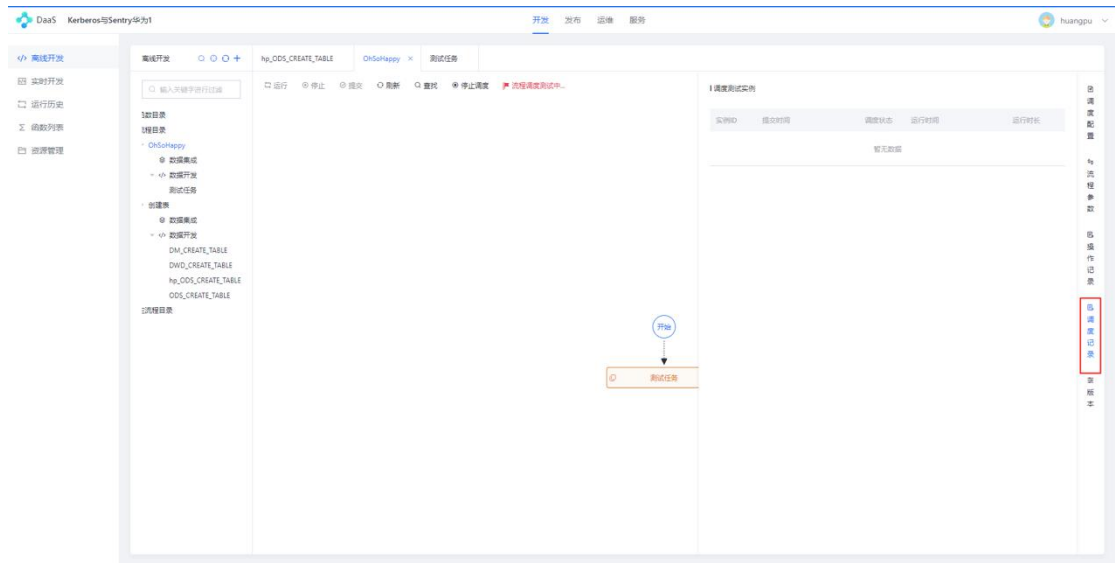 DaaS Kerberos与Sentry华为1
开发 发布 运维 服务
huangpu
离线开发
实时开发
运行历史
函数列表
资源管理
离线开发
输入关键字进行过滤
数目录
程目录
OhSoHappy
数据集成
数据开发
测试任务
创建表
数据集成
数据开发
DM_CREATE_TABLE
DWD_CREATE_TABLE
hp_ODS_CREATE_TABLE
ODS_CREATE_TABLE
流程目录
hp_ODS_CREATE_TABLE OhSoHappy × 测试任务
运行 停止 提交 刷新 查找 停止调度 流程调度测试中...
开始
测试任务
调度测试实例
实例ID 提交时间 调度状态 运行时间 运行时长
暂无数据
调度配置
流程参数
操作记录
调度记录
版本